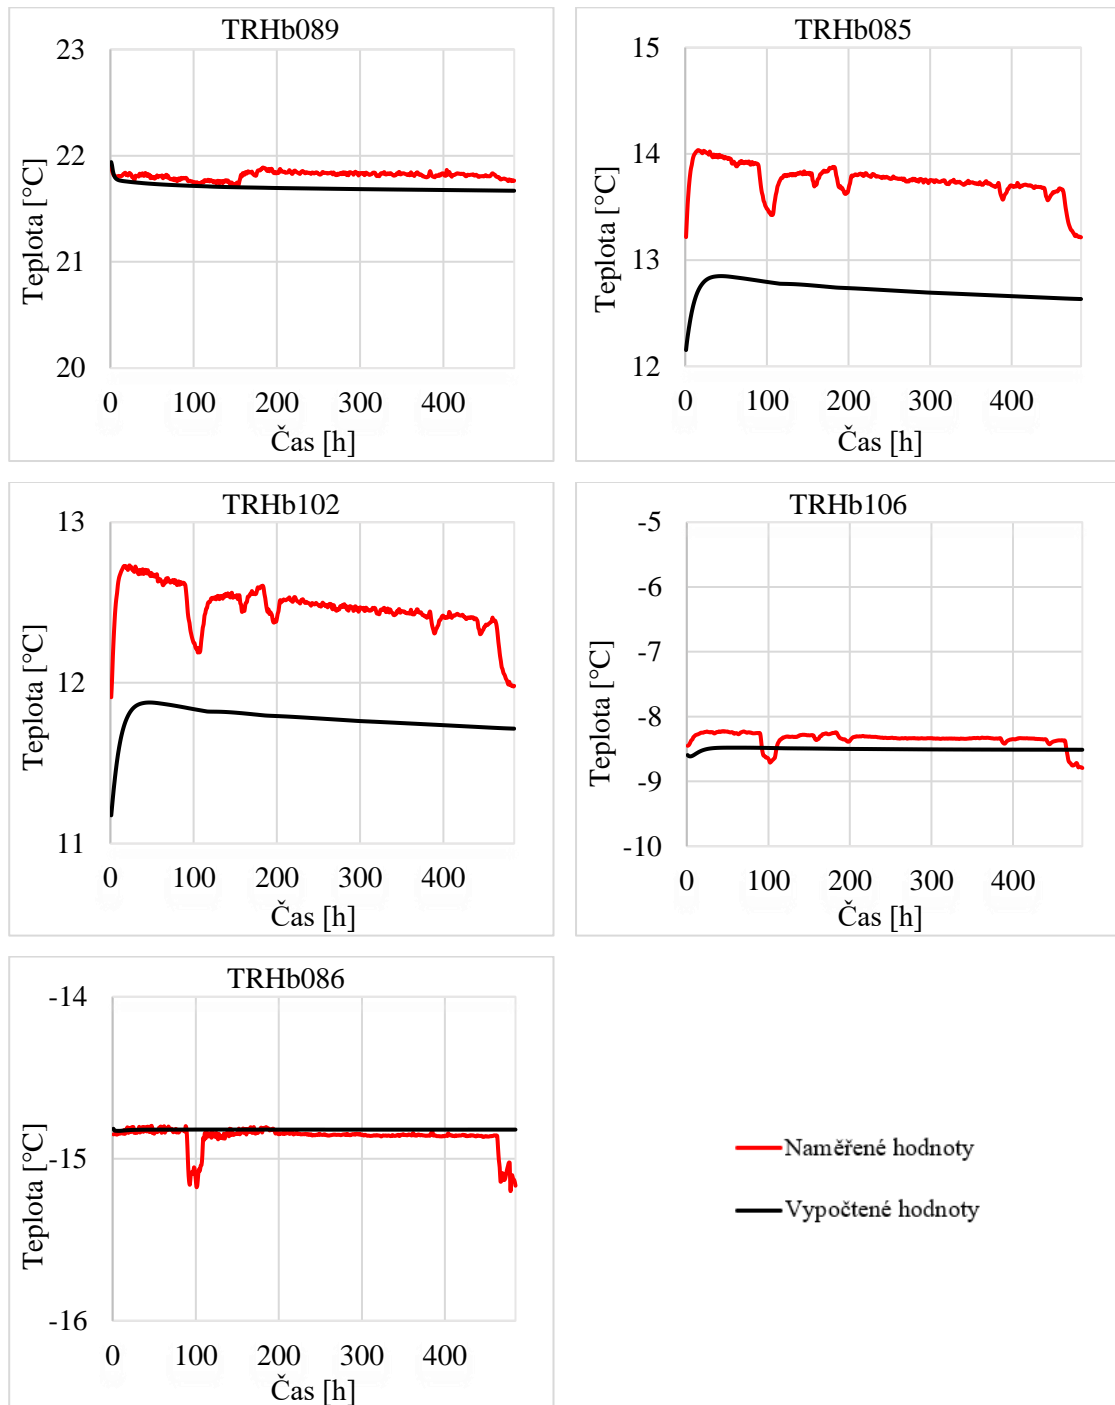 TRHb089
23
22
21
20
Teplota [°C]
0 100 200 300 400
Čas [h]
TRHb085
15
14
13
12
Teplota [°C]
0 100 200 300 400
Čas [h]
TRHb102
13
12
11
Teplota [°C]
0 100 200 300 400
Čas [h]
TRHb106
-5
-6
-7
-8
-9
-10
Teplota [°C]
0 100 200 300 400
Čas [h]
TRHb086
-14
-15
-16
Teplota [°C]
0 100 200 300 400
Čas [h]
Naměřené hodnoty
Vypočtené hodnoty